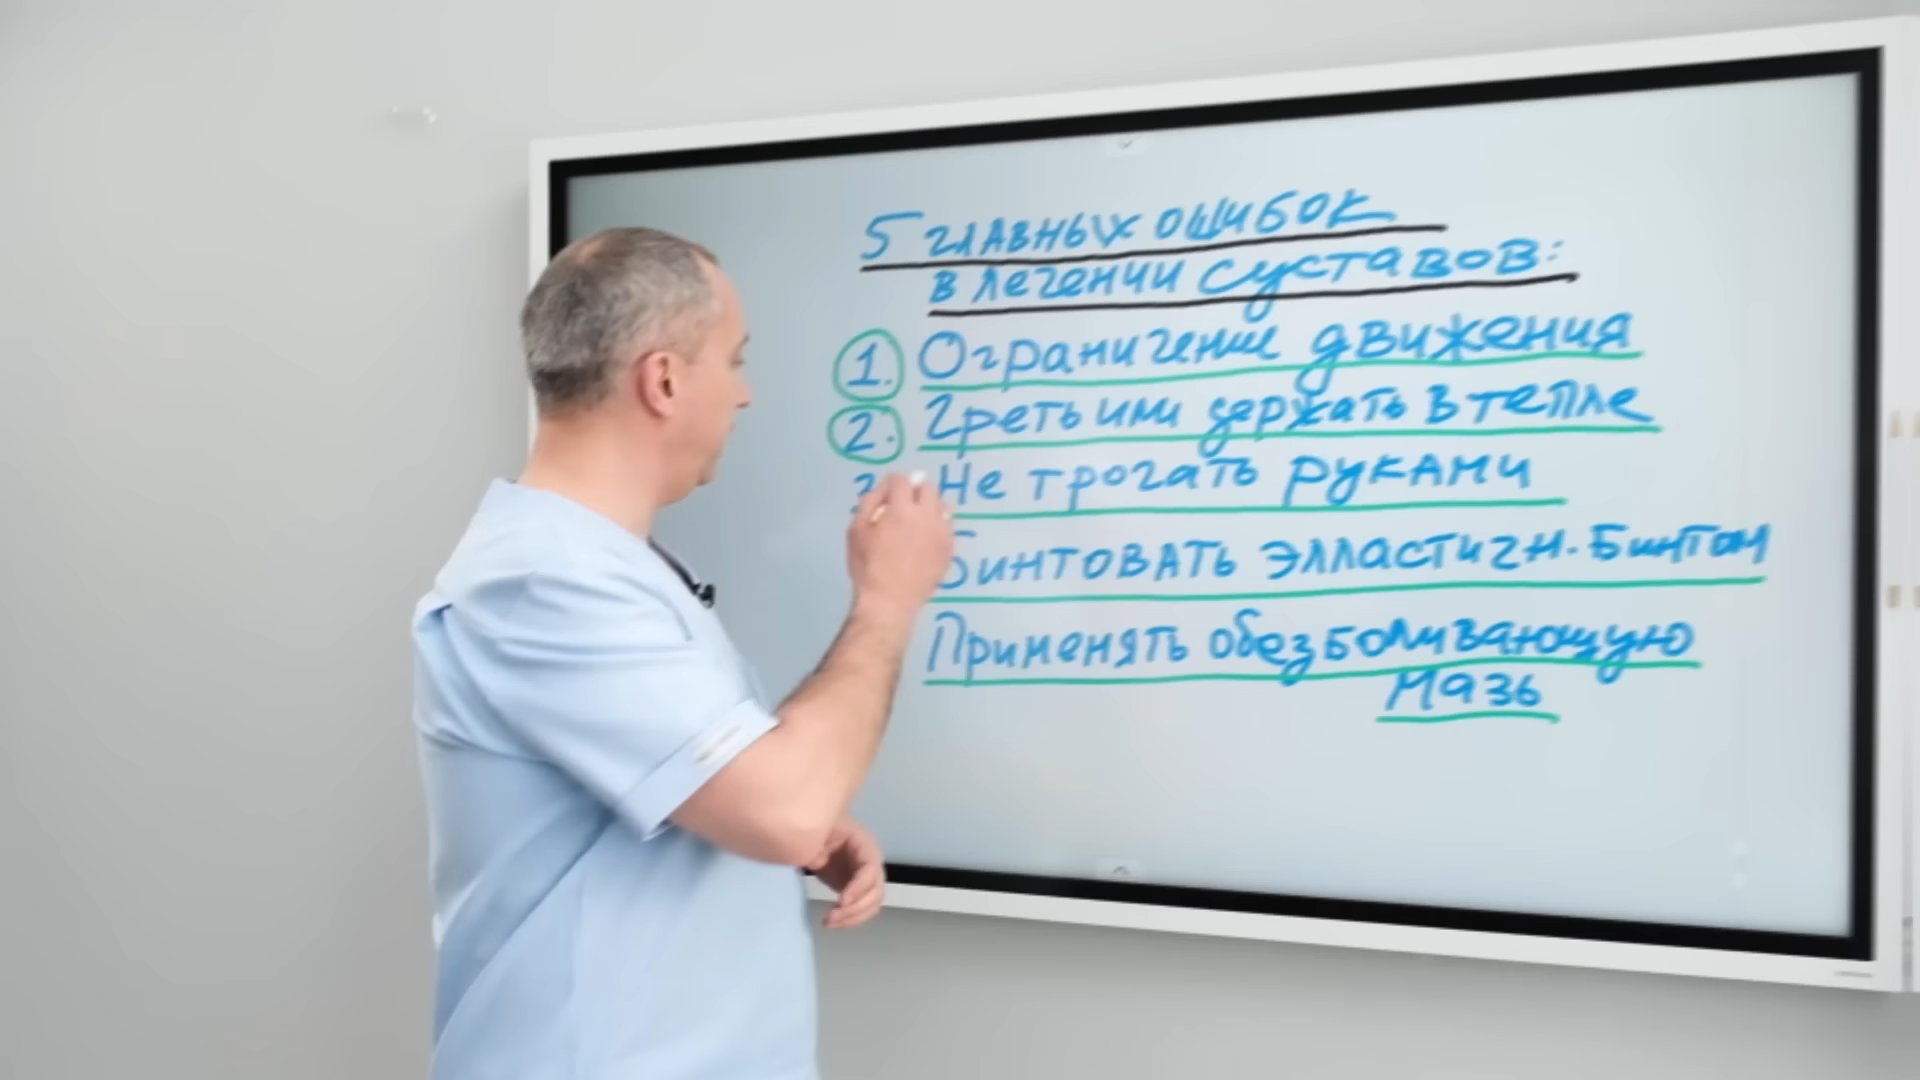 5 главных ошибок
в лечении суставов:
1. Ограничение движения
2. Греть или держать в тепле
Не трогать руками
Бинтовать элластичн. Бинтом
Применять обезболивающую
мазь